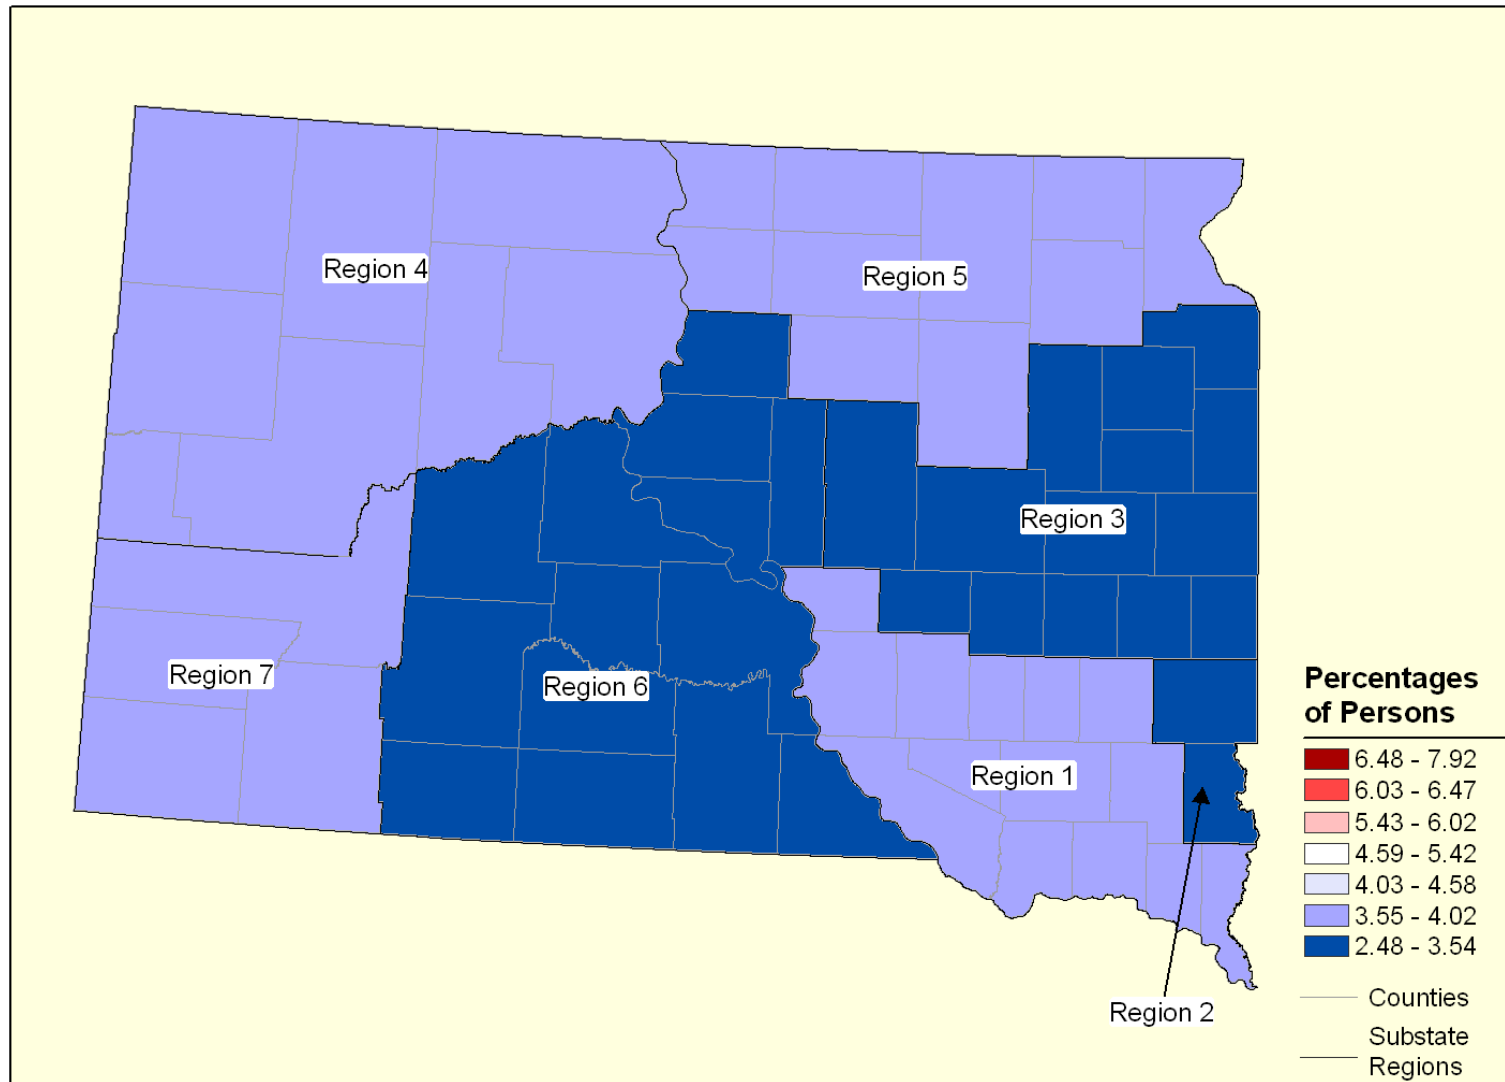 Region 4
Region 5
Region 3
Region 7
Region 6
Region 1
Region 2
Percentages
of Persons
6.48 - 7.92
6.03 - 6.47
5.43 - 6.02
4.59 - 5.42
4.03 - 4.58
3.55 - 4.02
2.48 - 3.54
Counties
Substate
Regions